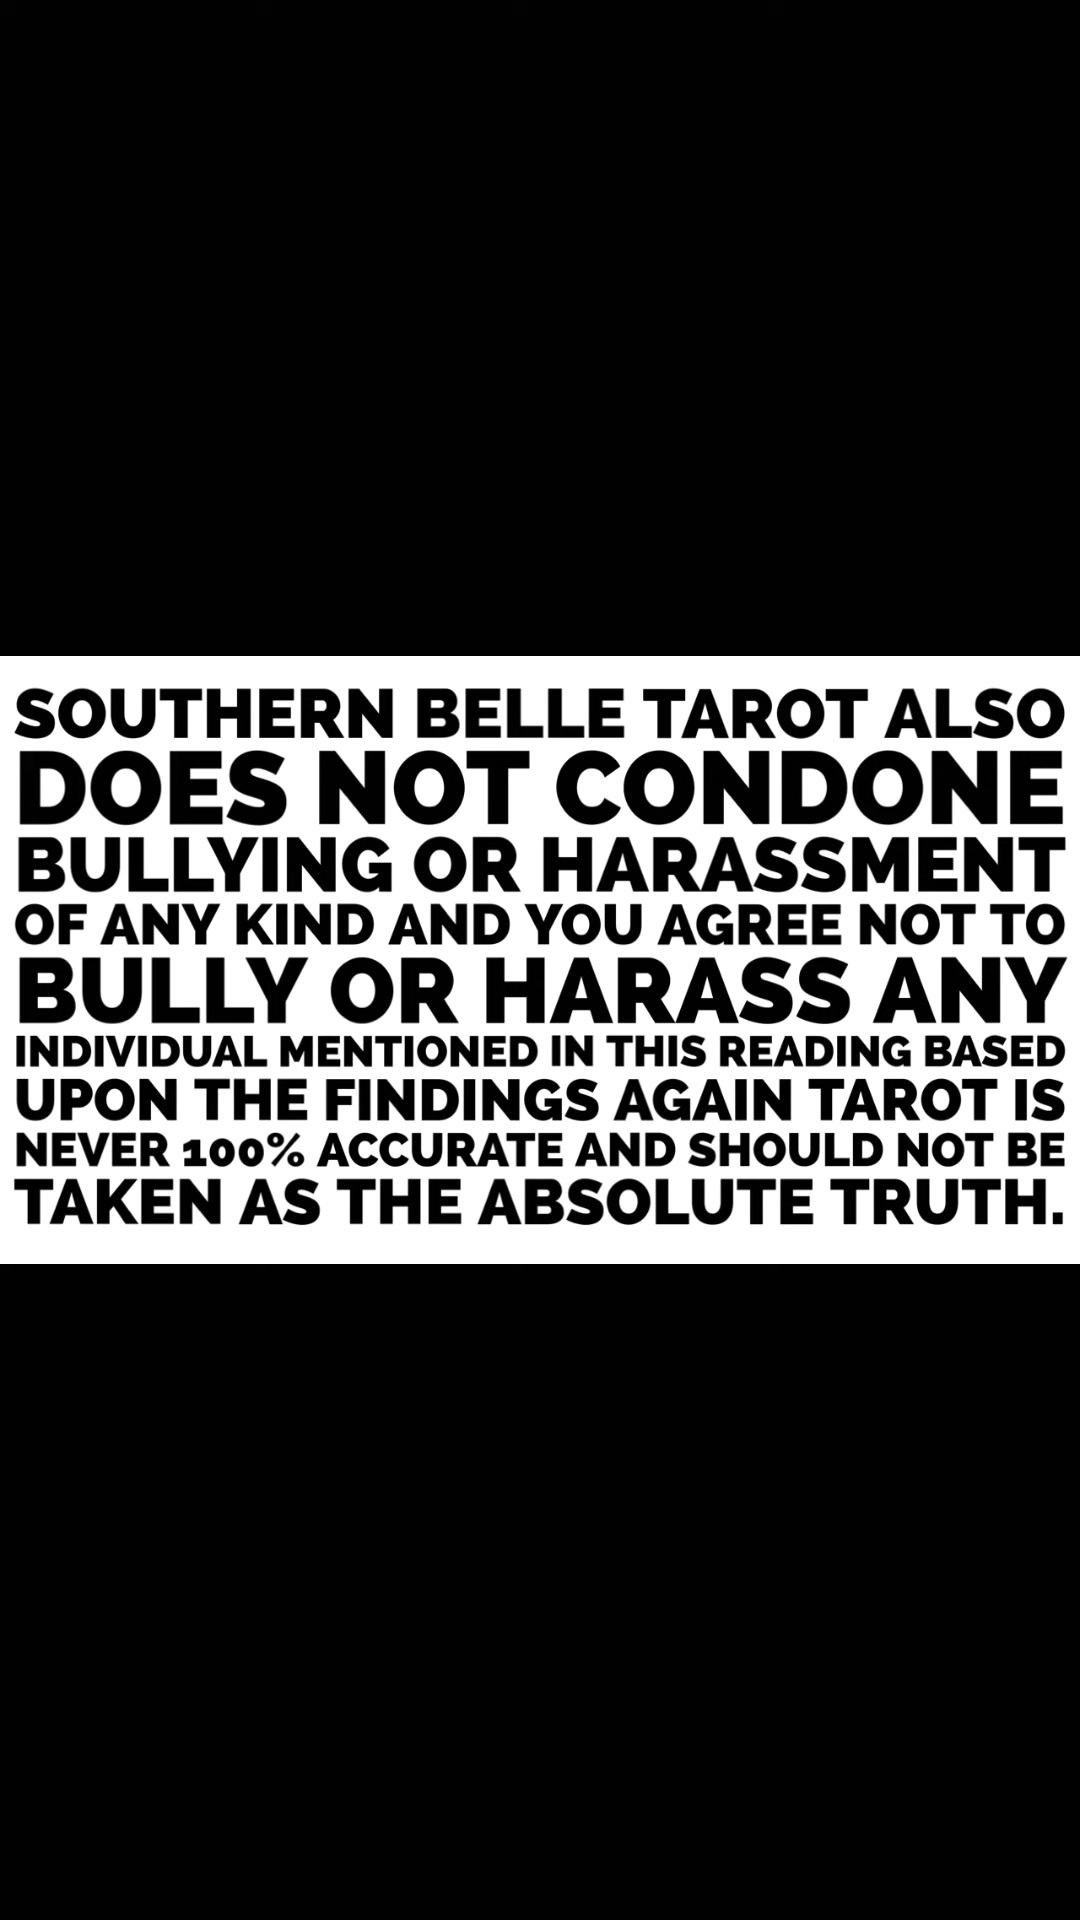 SOUTHERN BELLE TAROT ALSO
DOES NOT CONDONE
BULLYING OR HARASSMENT
OF ANY KIND AND YOU AGREE NOT TO
BULLY OR HARASS ANY
INDIVIDUAL MENTIONED IN THIS READING BASED
UPON THE FINDINGS AGAIN TAROT IS
NEVER 100% ACCURATE AND SHOULD NOT BE
TAKEN AS THE ABSOLUTE TRUTH.